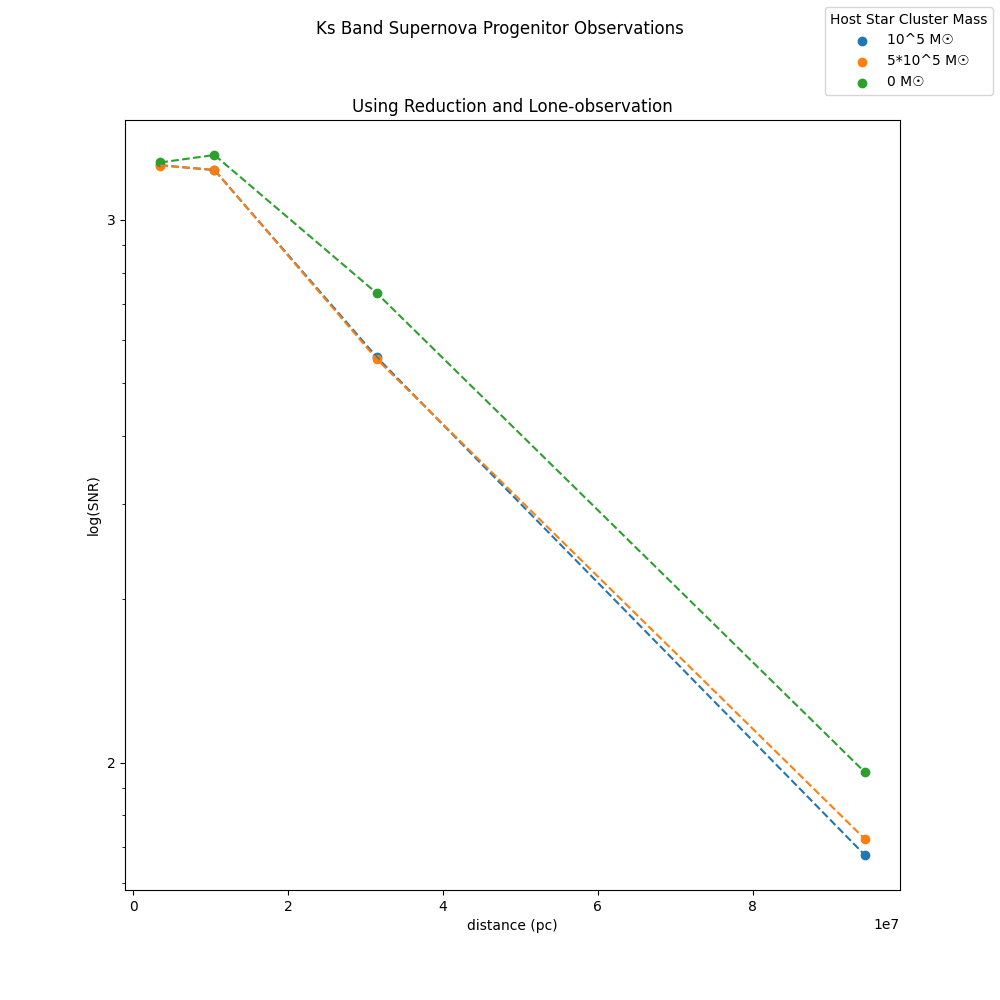 Ks Band Supernova Progenitor Observations
Host Star Cluster Mass
10^5 M☉
5*10^5 M☉
0 M☉
Using Reduction and Lone-observation
log(SNR)
3
2
0
2
4
6
8
1e7
distance (pc)